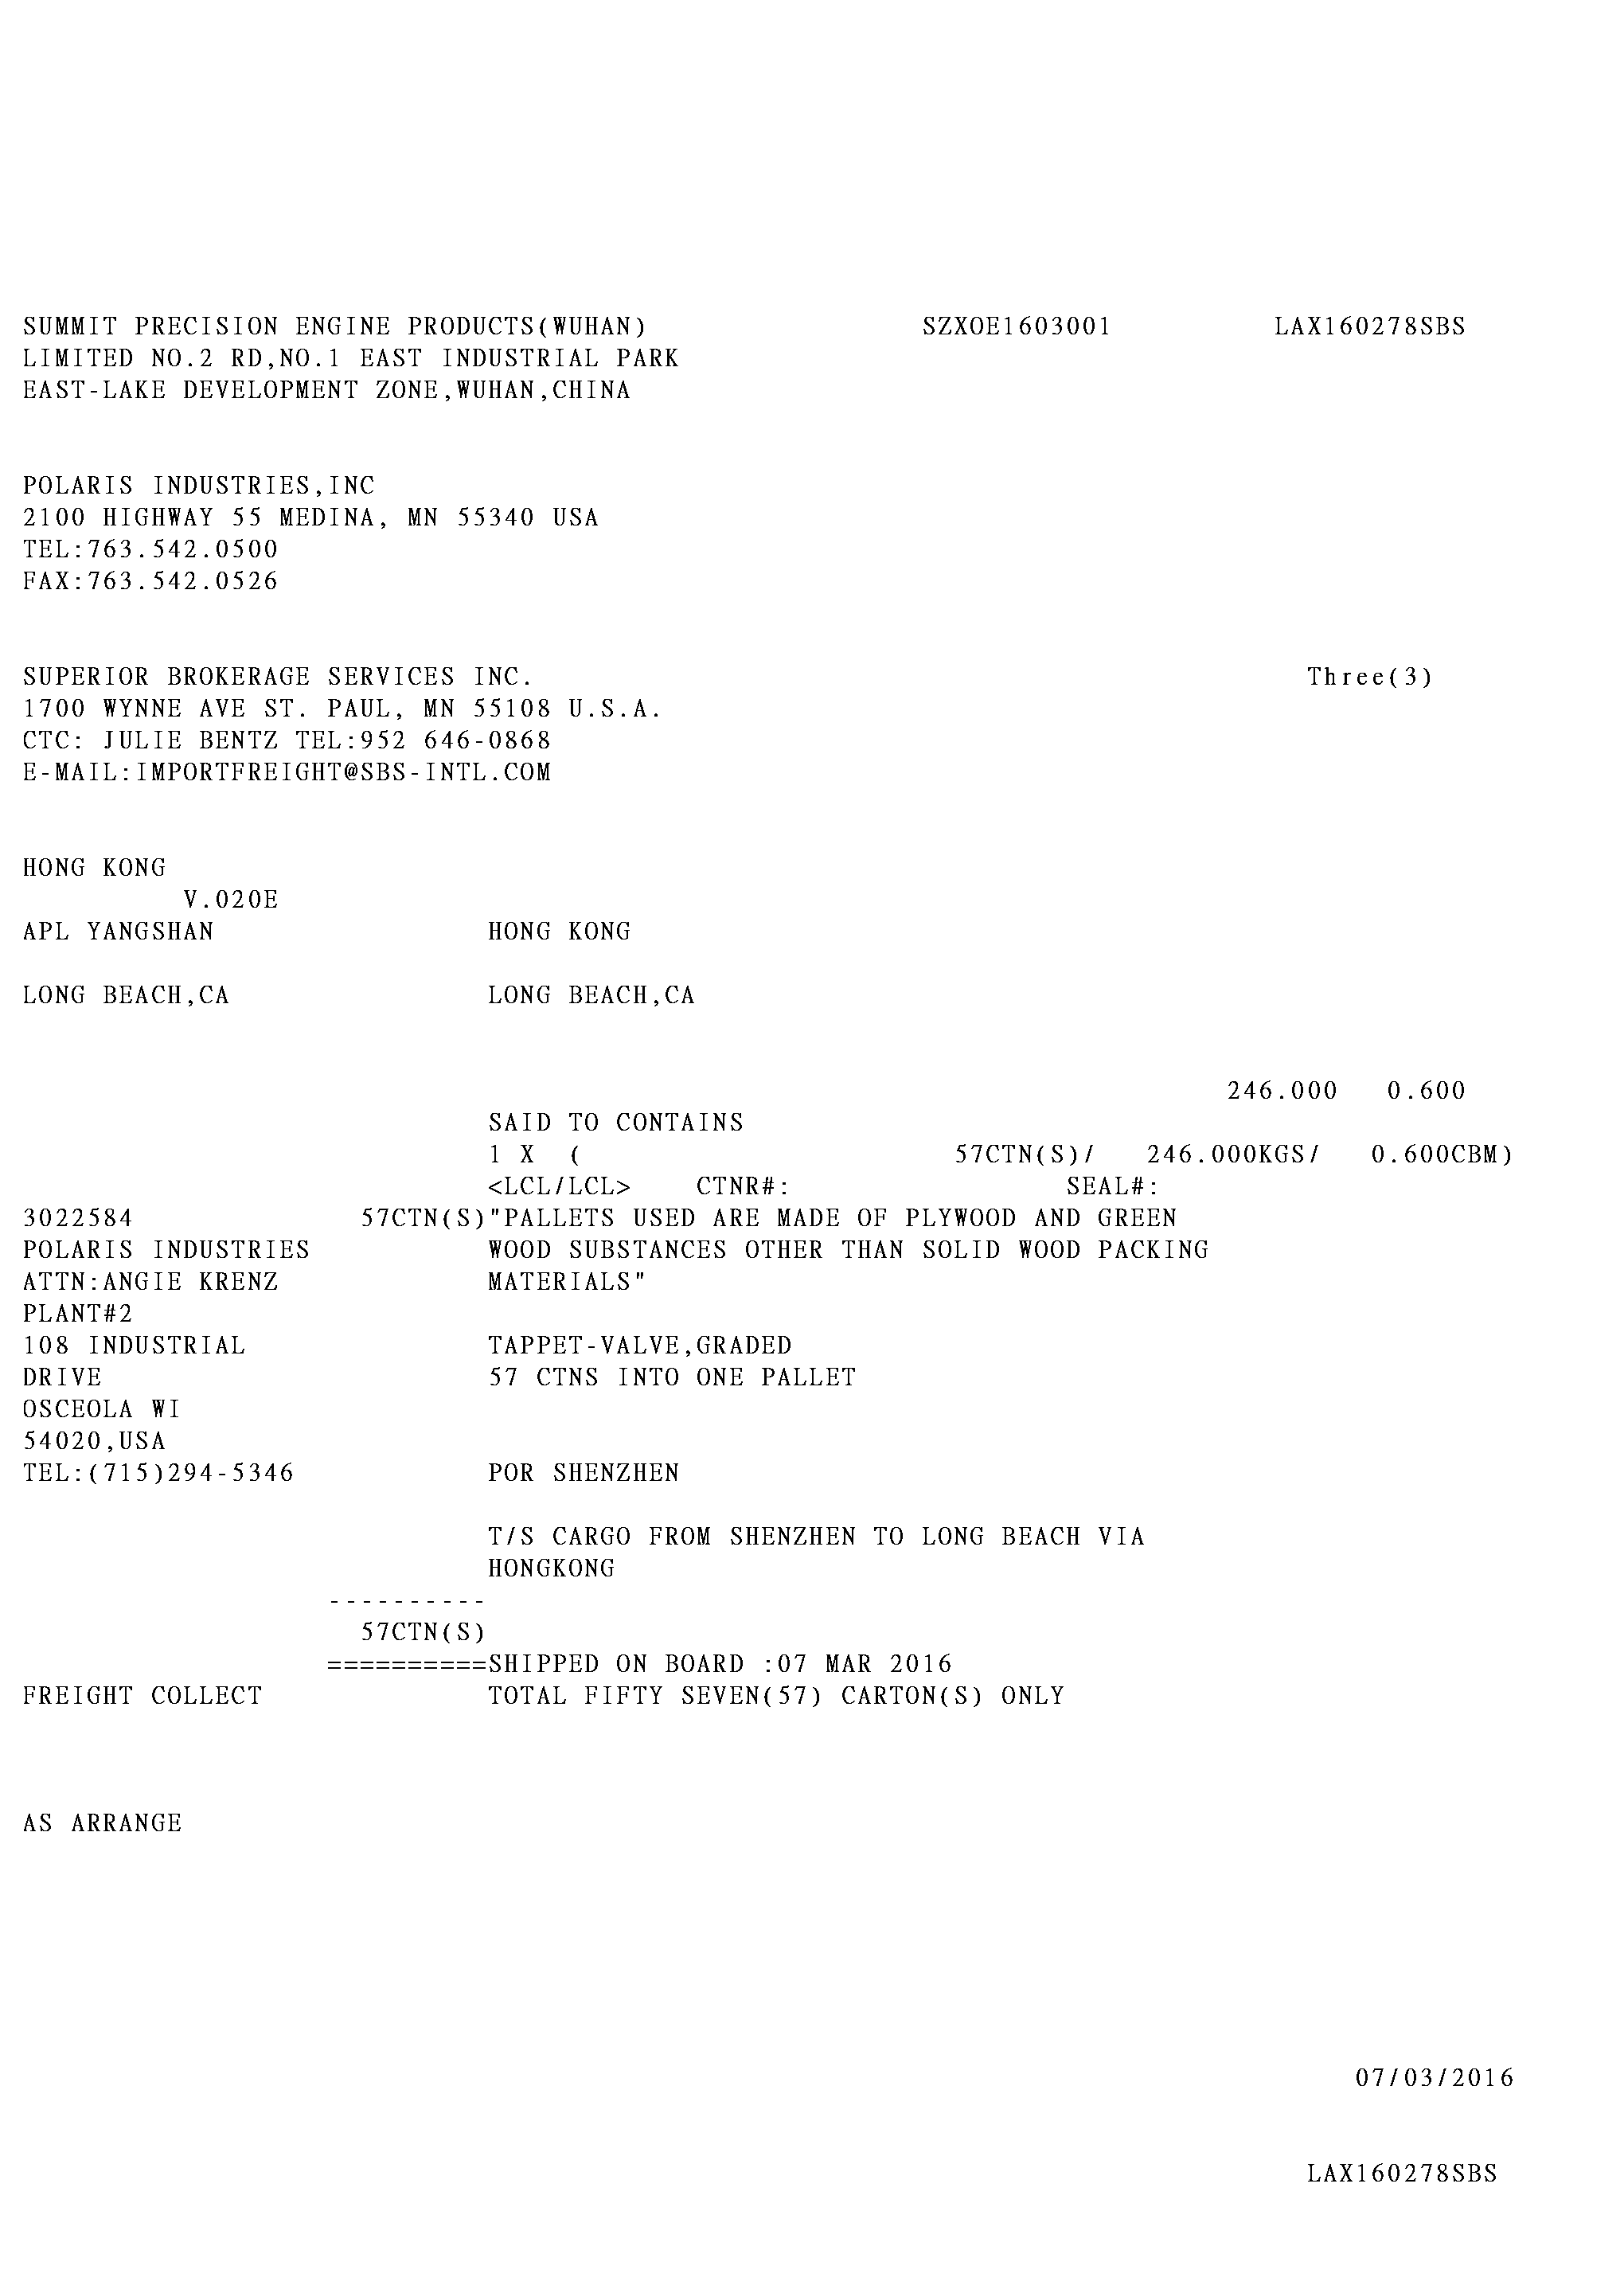 SUMMIT PRECISION ENGINE PRODUCTS(WUHAN) SZXOE1603001 LAX160278SBS
LIMITED NO.2 RD,NO.1 EAST INDUSTRIAL PARK
EAST-LAKE DEVELOPMENT ZONE,WUHAN,CHINA
POLARIS INDUSTRIES,INC
2100 HIGHWAY 55 MEDINA, MN 55340 USA
TEL:763.542.0500
FAX:763.542.0526
SUPERIOR BROKERAGE SERVICES INC. Three(3)
1700 WYNNE AVE ST. PAUL, MN 55108 U.S.A.
CTC: JULIE BENTZ TEL:952 646-0868
E-MAIL:IMPORTFREIGHT@SBS-INTL.COM
HONG KONG
V.020E
APL YANGSHAN HONG KONG
LONG BEACH,CA LONG BEACH,CA
246.000 0.600
SAID TO CONTAINS
1 X ( 57CTN(S)/ 246.000KGS/ 0.600CBM)
<LCL/LCL> CTNR#: SEAL#:
3022584 57CTN(S)"PALLETS USED ARE MADE OF PLYWOOD AND GREEN
POLARIS INDUSTRIES WOOD SUBSTANCES OTHER THAN SOLID WOOD PACKING
ATTN:ANGIE KRENZ MATERIALS"
PLANT#2
108 INDUSTRIAL TAPPET-VALVE,GRADED
DRIVE 57 CTNS INTO ONE PALLET
OSCEOLA WI
54020,USA
TEL:(715)294-5346 POR SHENZHEN
T/S CARGO FROM SHENZHEN TO LONG BEACH VIA
HONGKONG
----------
57CTN(S)
==========SHIPPED ON BOARD :07 MAR 2016
FREIGHT COLLECT TOTAL FIFTY SEVEN(57) CARTON(S) ONLY
AS ARRANGE
07/03/2016
LAX160278SBS